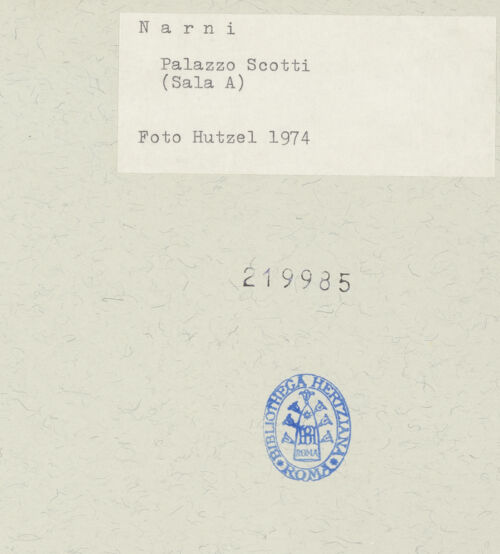 N a r n i
Palazzo Scotti
(Sala A)
Foto Hutzel 1974
219985
BIBLIOTHECA HERTZIANA
ROMA
ROMA